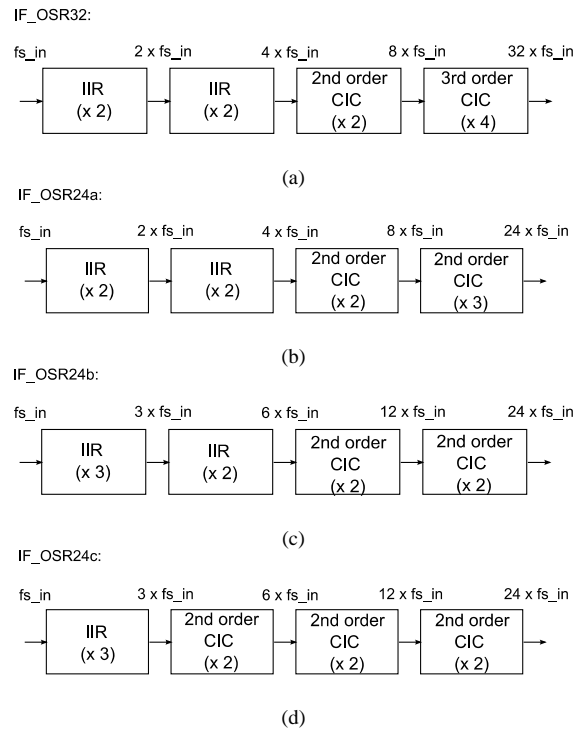 IF_OSR32:
fs_in 2 x fs_in 4 x fs_in 8 x fs_in 32 x fs_in
IIR (x 2)
IIR (x 2)
2nd order CIC (x 2)
3rd order CIC (x 4)
(a)
IF_OSR24a:
fs_in 2 x fs_in 4 x fs_in 8 x fs_in 24 x fs_in
IIR (x 2)
IIR (x 2)
2nd order CIC (x 2)
2nd order CIC (x 3)
(b)
IF_OSR24b:
fs_in 3 x fs_in 6 x fs_in 12 x fs_in 24 x fs_in
IIR (x 3)
IIR (x 2)
2nd order CIC (x 2)
2nd order CIC (x 2)
(c)
IF_OSR24c:
fs_in 3 x fs_in 6 x fs_in 12 x fs_in 24 x fs_in
IIR (x 3)
2nd order CIC (x 2)
2nd order CIC (x 2)
2nd order CIC (x 2)
(d)